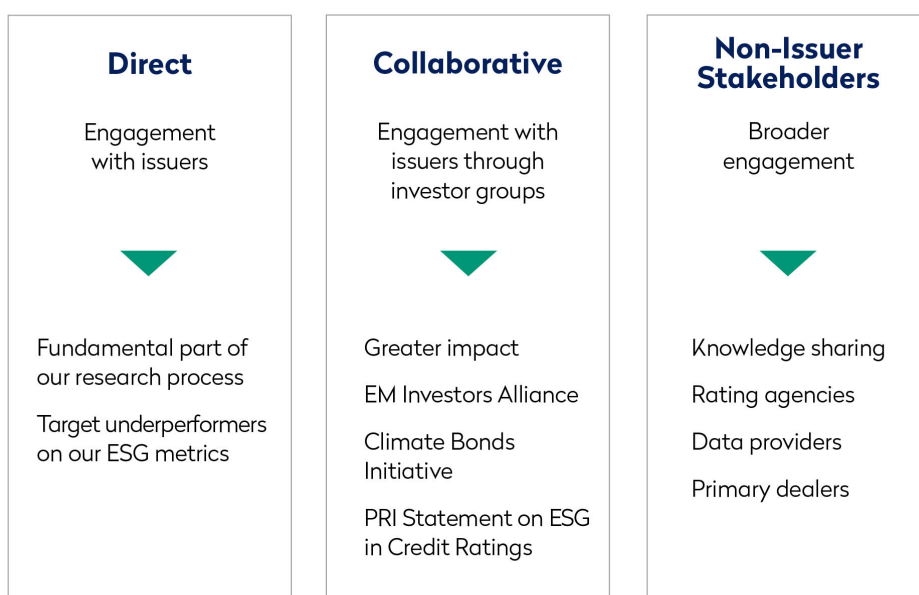 Direct
Engagement
with issuers
Fundamental part of
our research process
Target underperformers
on our ESG metrics
Collaborative
Engagement with
issuers through
investor groups
Greater impact
EM Investors Alliance
Climate Bonds
Initiative
PRI Statement on ESG
in Credit Ratings
Non-Issuer
Stakeholders
Broader
engagement
Knowledge sharing
Rating agencies
Data providers
Primary dealers